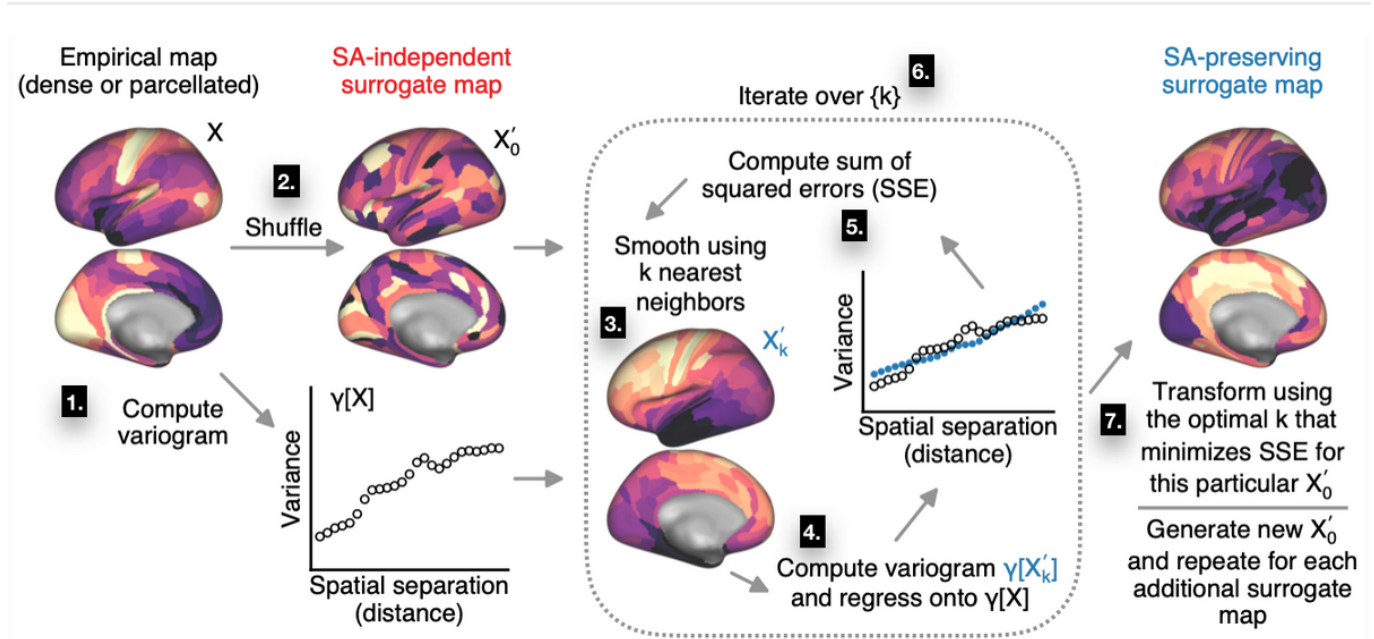 Empirical map
(dense or parcellated)
X
SA-independent
surrogate map
X′0
2.
Shuffle
1.
Compute
variogram
γ[X]
Variance
Spatial separation
(distance)
6.
Iterate over {k}
Compute sum of
squared errors (SSE)
5.
Smooth using
k nearest
neighbors
3.
X′k
Variance
Spatial separation
(distance)
4.
Compute variogram γ[X′k]
and regress onto γ[X]
SA-preserving
surrogate map
7.
Transform using
the optimal k that
minimizes SSE for
this particular X′0
Generate new X′0
and repeat for each
additional surrogate
map